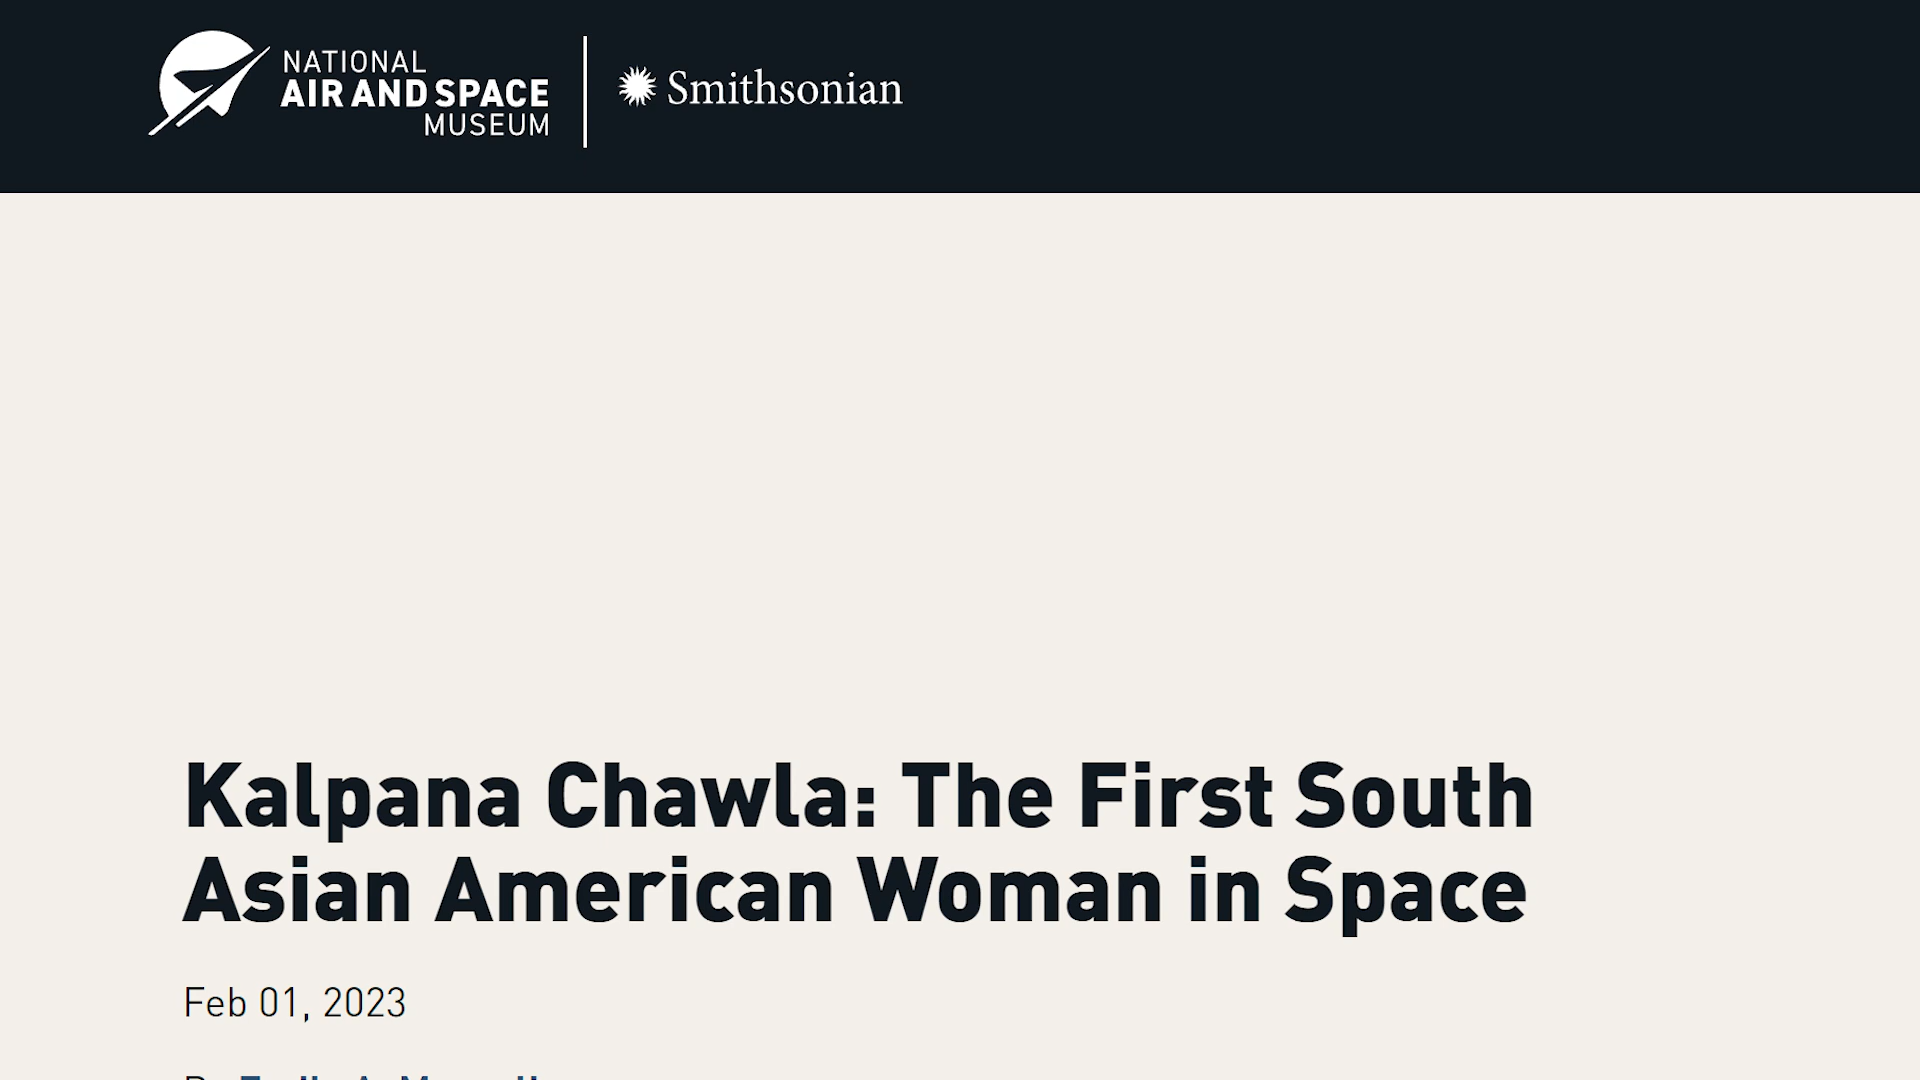 NATIONAL
AIR AND SPACE
MUSEUM
Smithsonian
Kalpana Chawla: The First South
Asian American Woman in Space
Feb 01, 2023